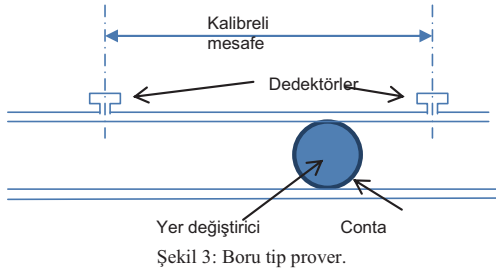 Kalibreli
mesafe
Dedektörler
Yer değiştirici
Conta
Şekil 3: Boru tip prover.